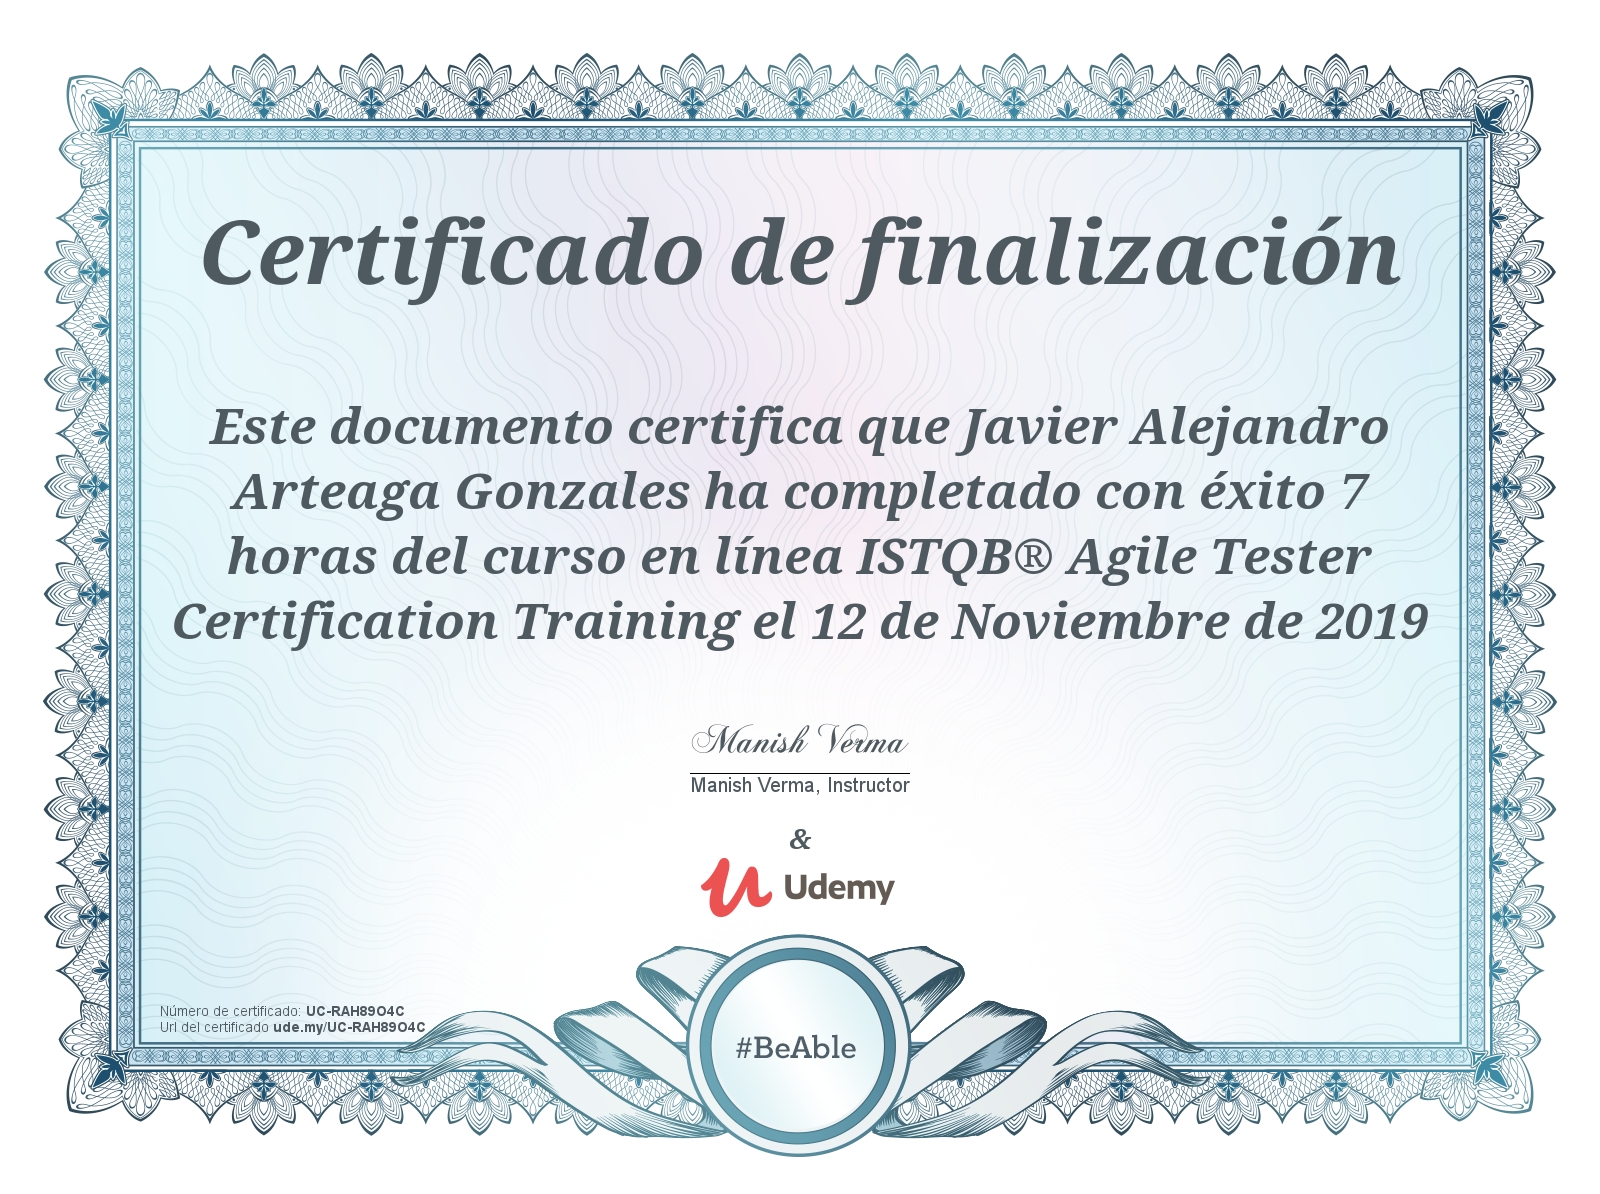 Certificado de finalización
Este documento certifica que Javier Alejandro
Arteaga Gonzales ha completado con éxito 7
horas del curso en línea ISTQB® Agile Tester
Certification Training el 12 de Noviembre de 2019
Manish Verma
Manish Verma, Instructor
&
Udemy
#BeAble
Número de certificado: UC-RAH89O4C
Url del certificado ude.my/UC-RAH89O4C